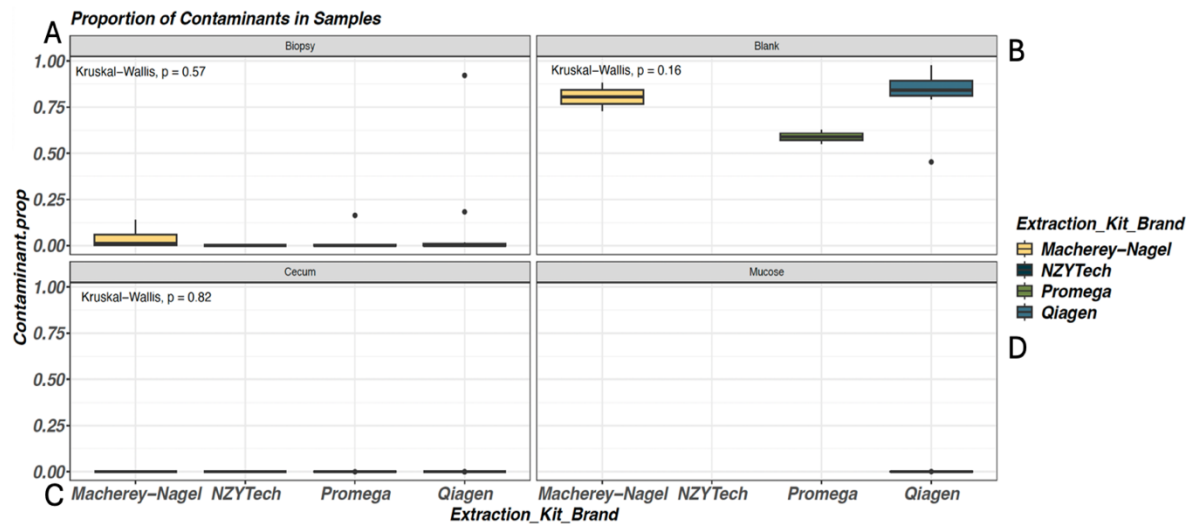 A
Proportion of Contaminants in Samples
Biopsy
Blank
B
Kruskal-Wallis, p = 0.57
Kruskal-Wallis, p = 0.16
1.00
0.75
0.50
0.25
0.00
Contaminant.prop
Cecum
Mucose
Kruskal-Wallis, p = 0.82
1.00
0.75
0.50
0.25
0.00
Extraction_Kit_Brand
Macherey-Nagel
NZYTech
Promega
Qiagen
D
C
Macherey-Nagel NZYTech Promega Qiagen
Macherey-Nagel NZYTech Promega Qiagen
Extraction_Kit_Brand